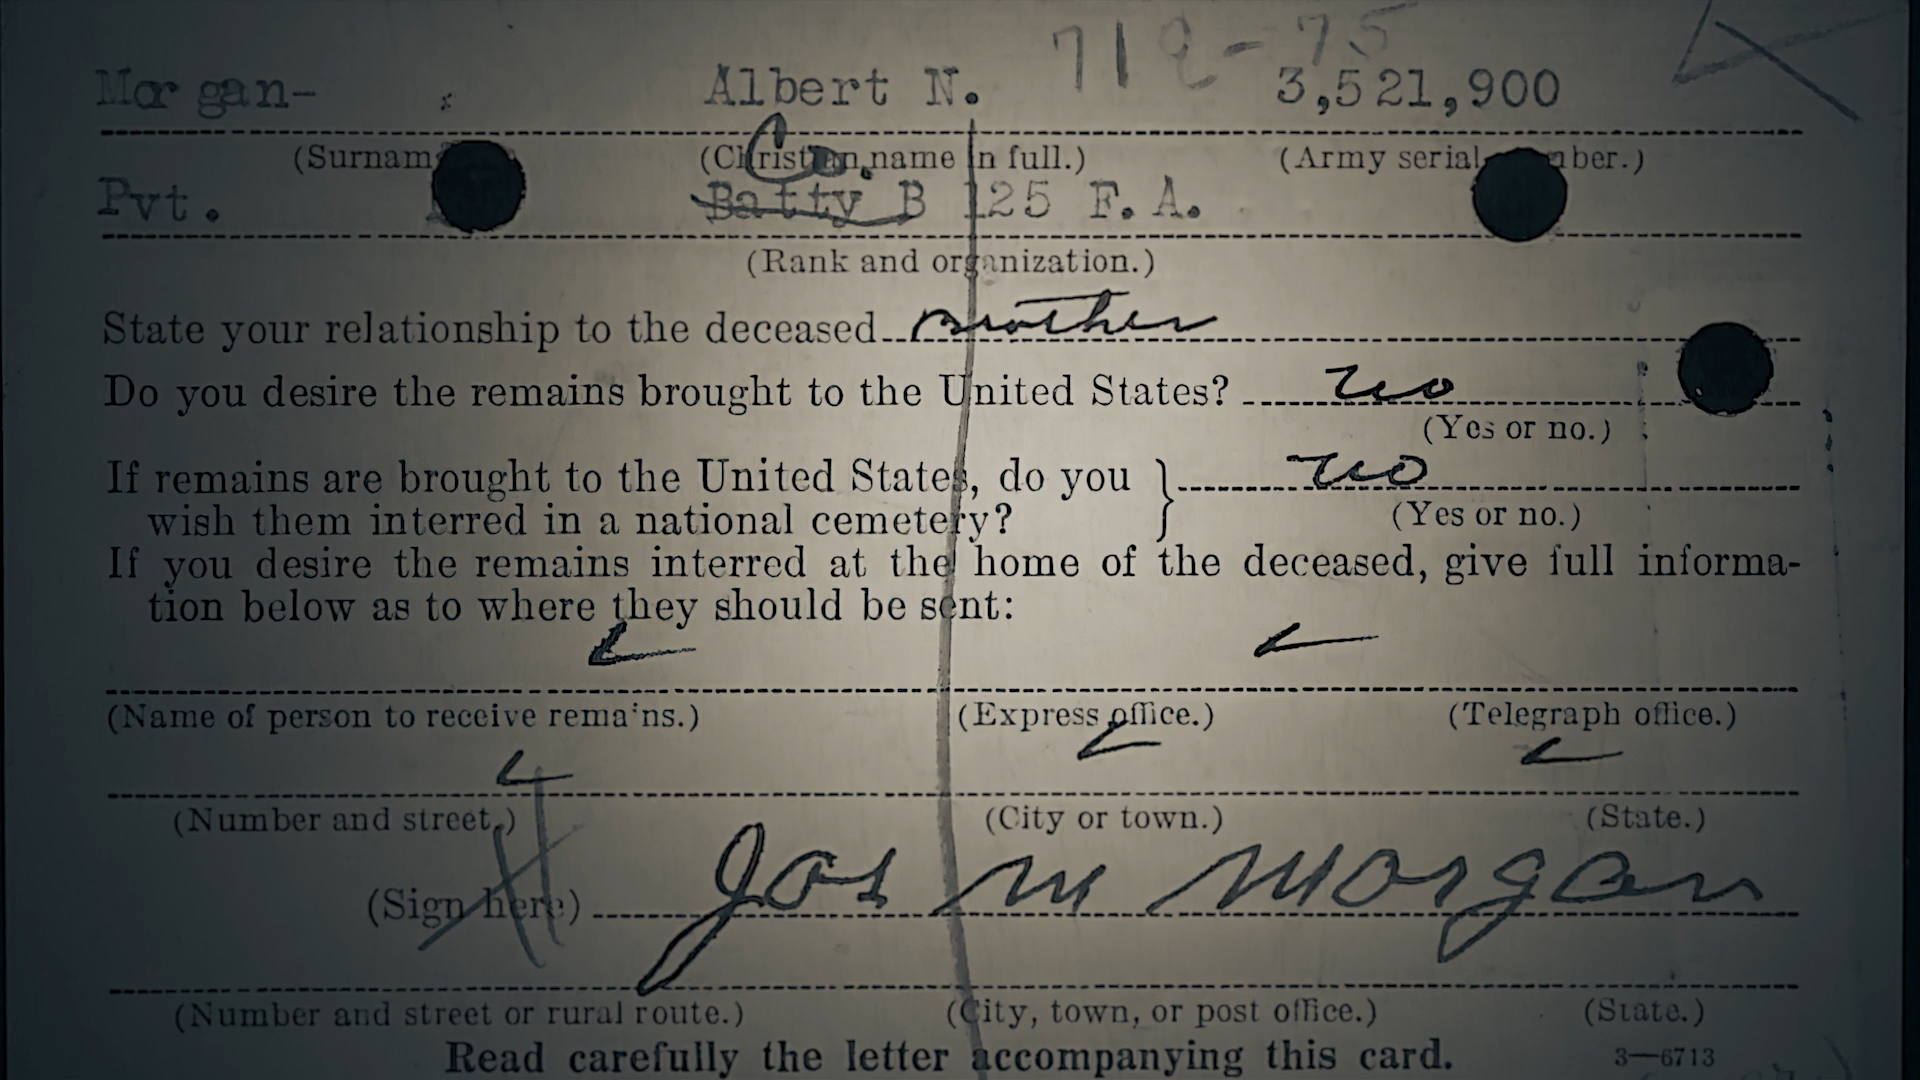 718-75
Morgan- Albert N. 3,521,900
(Surname (Christian name in full.) (Army serial number.)
Co.
Pvt. Batty B 125 F. A.
(Rank and organization.)
State your relationship to the deceased brother
Do you desire the remains brought to the United States? no
(Yes or no.)
If remains are brought to the United States, do you } no
wish them interred in a national cemetery? (Yes or no.)
If you desire the remains interred at the home of the deceased, give full informa-
tion below as to where they should be sent:
(Name of person to receive remains.) (Express office.) (Telegraph office.)
(Number and street.) (City or town.) (State.)
(Sign here) Jos M Morgan
(Number and street or rural route.) (City, town, or post office.) (State.)
Read carefully the letter accompanying this card. 3—6713